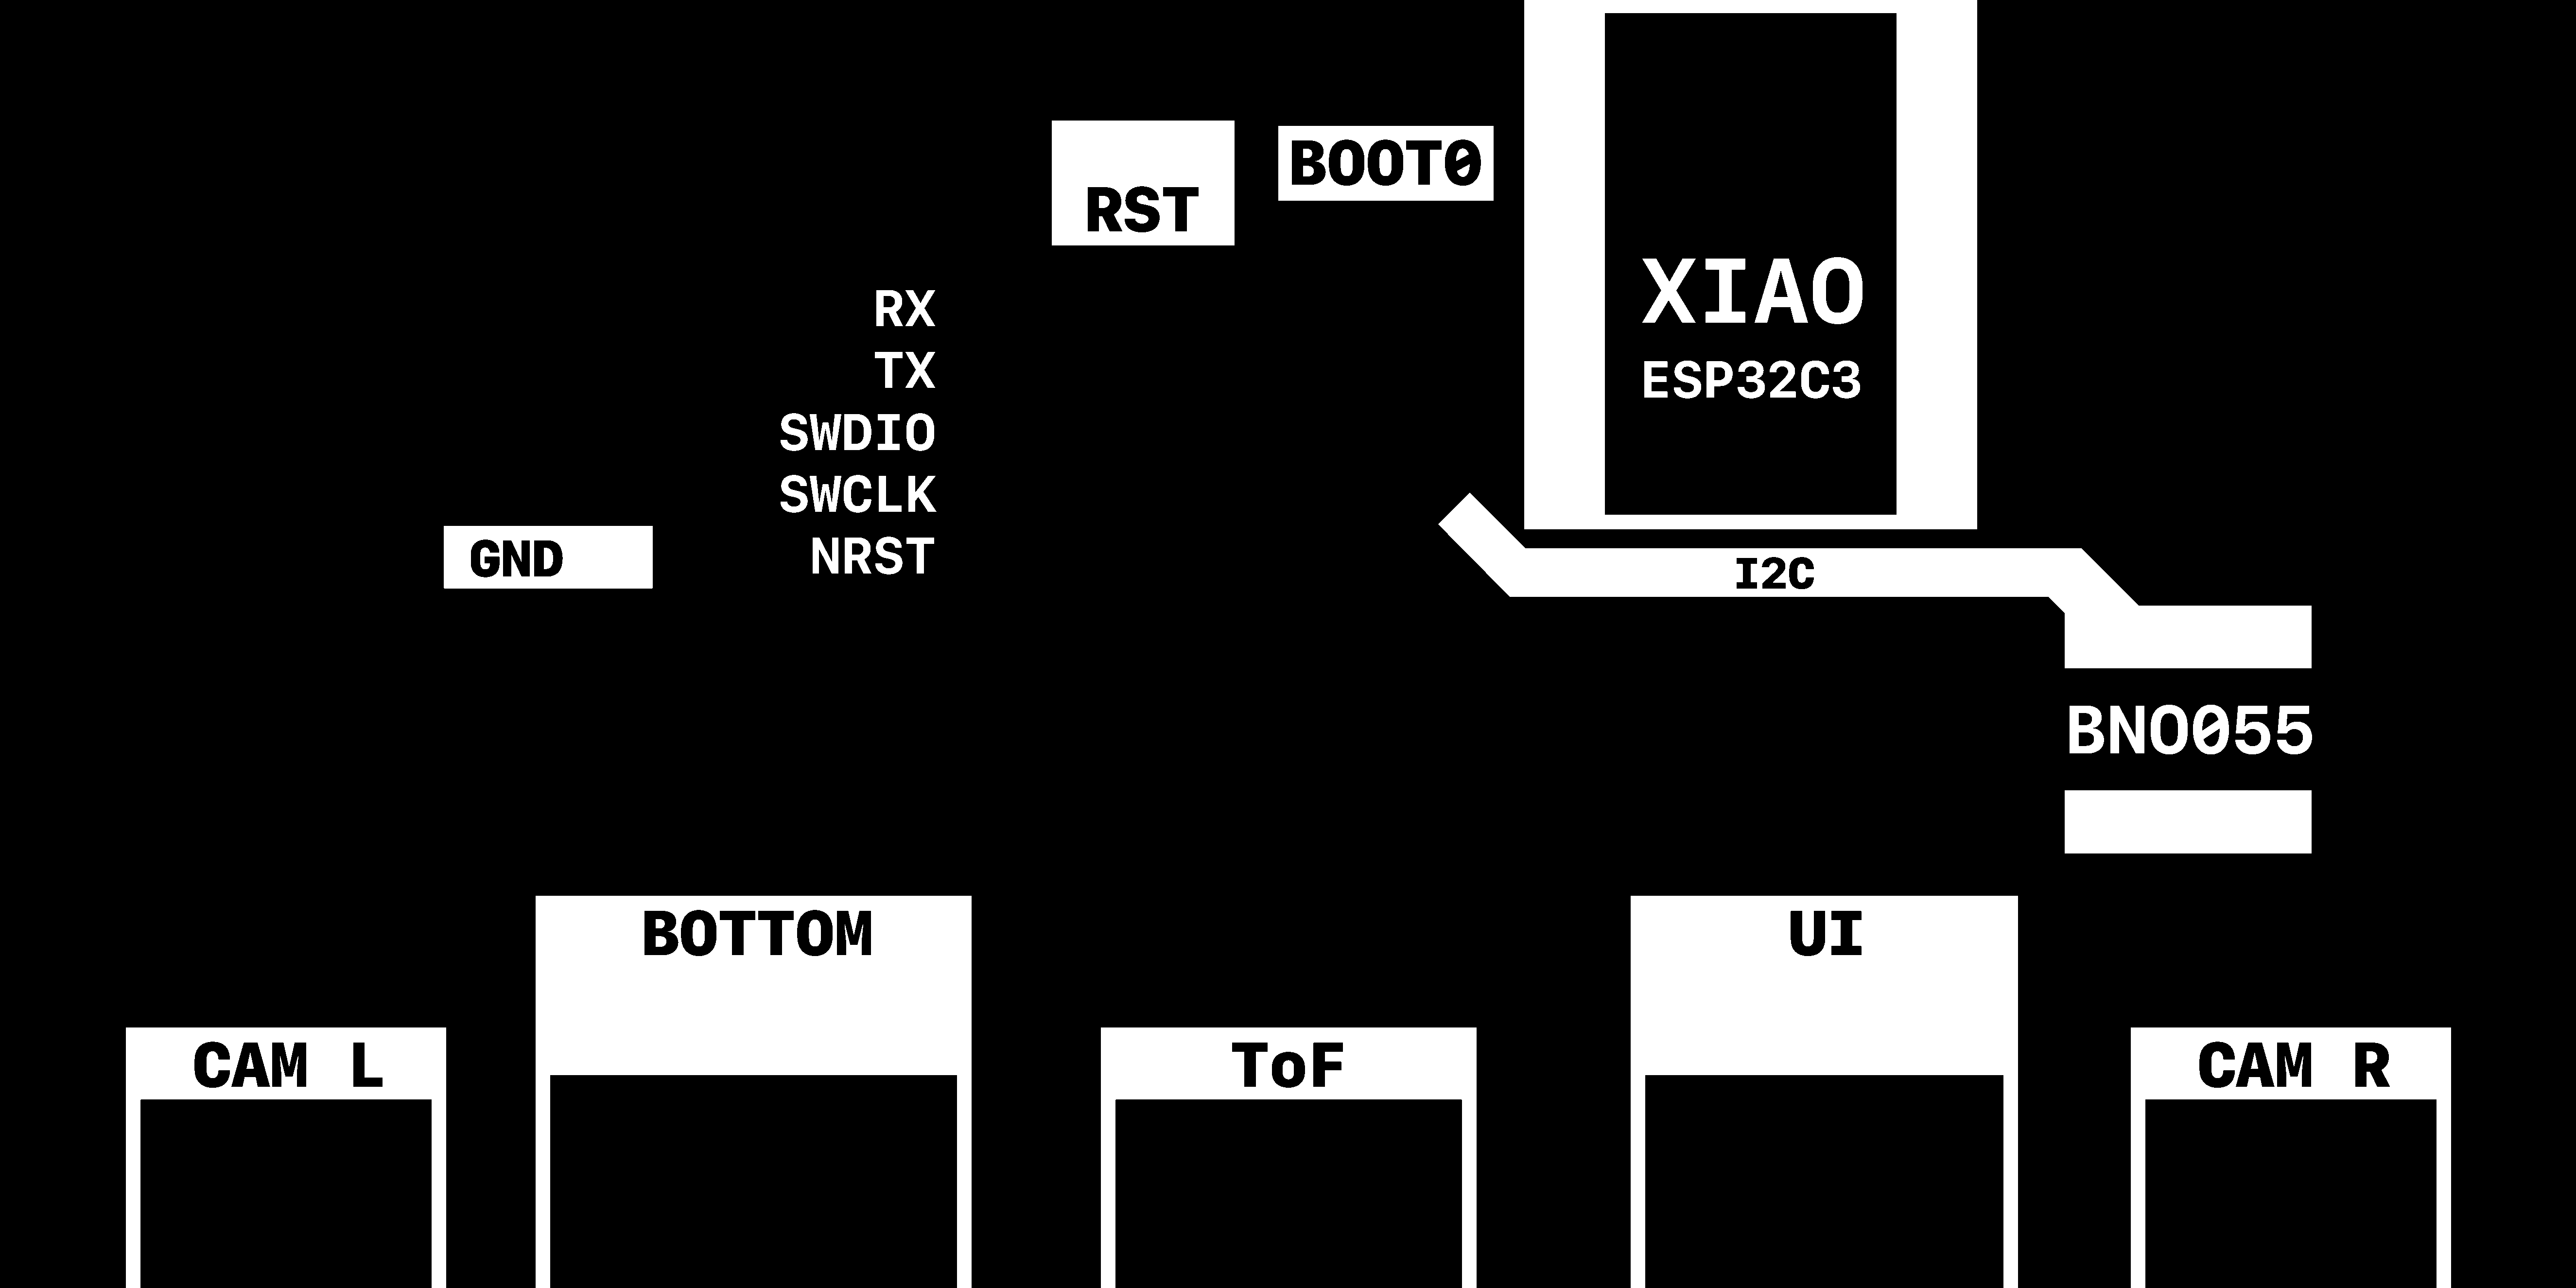 BOOT0
RST
XIAO
ESP32C3
RX
TX
SWDIO
SWCLK
NRST
GND
I2C
BNO055
BOTTOM
UI
CAM L
ToF
CAM R